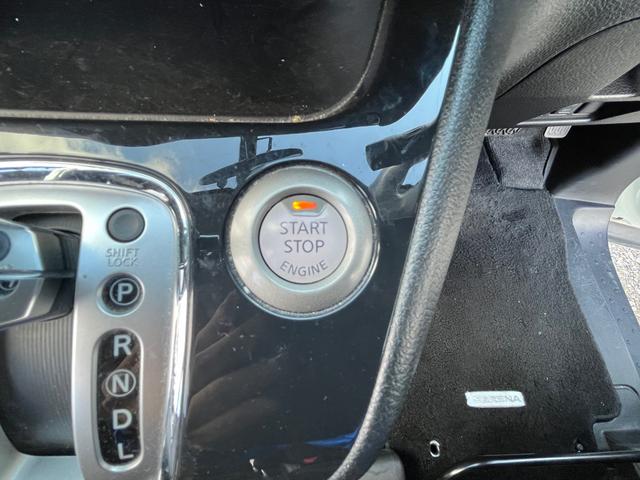 START
STOP
ENGINE
SHIFT
LOCK
P
R
N
D
L
SERENA